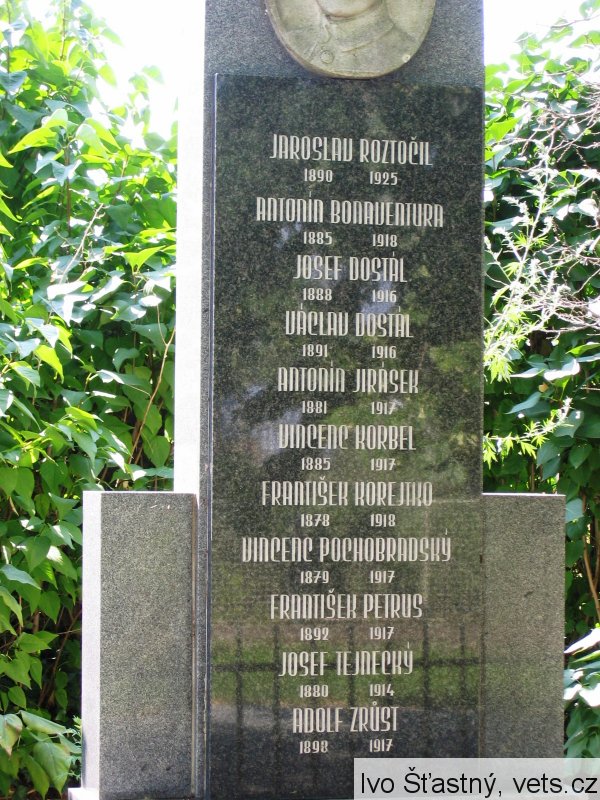 JAROSLAV ROZTOČIL
1890 1925
ANTONÍN BONAVENTURA
1885 1918
JOSEF DOSTÁL
1888 1916
VÁCLAV DOSTÁL
1891 1916
ANTONÍN JIRÁSEK
1881 1917
VINCENC KORBEL
1885 1917
FRANTIŠEK KOREJTKO
1878 1918
VINCENC POCHOBRADSKÝ
1879 1917
FRANTIŠEK PETRUS
1892 1917
JOSEF TEJNECKÝ
1880 1914
ADOLF ZRŮST
1898 1917
Ivo Šťastný, vets.cz